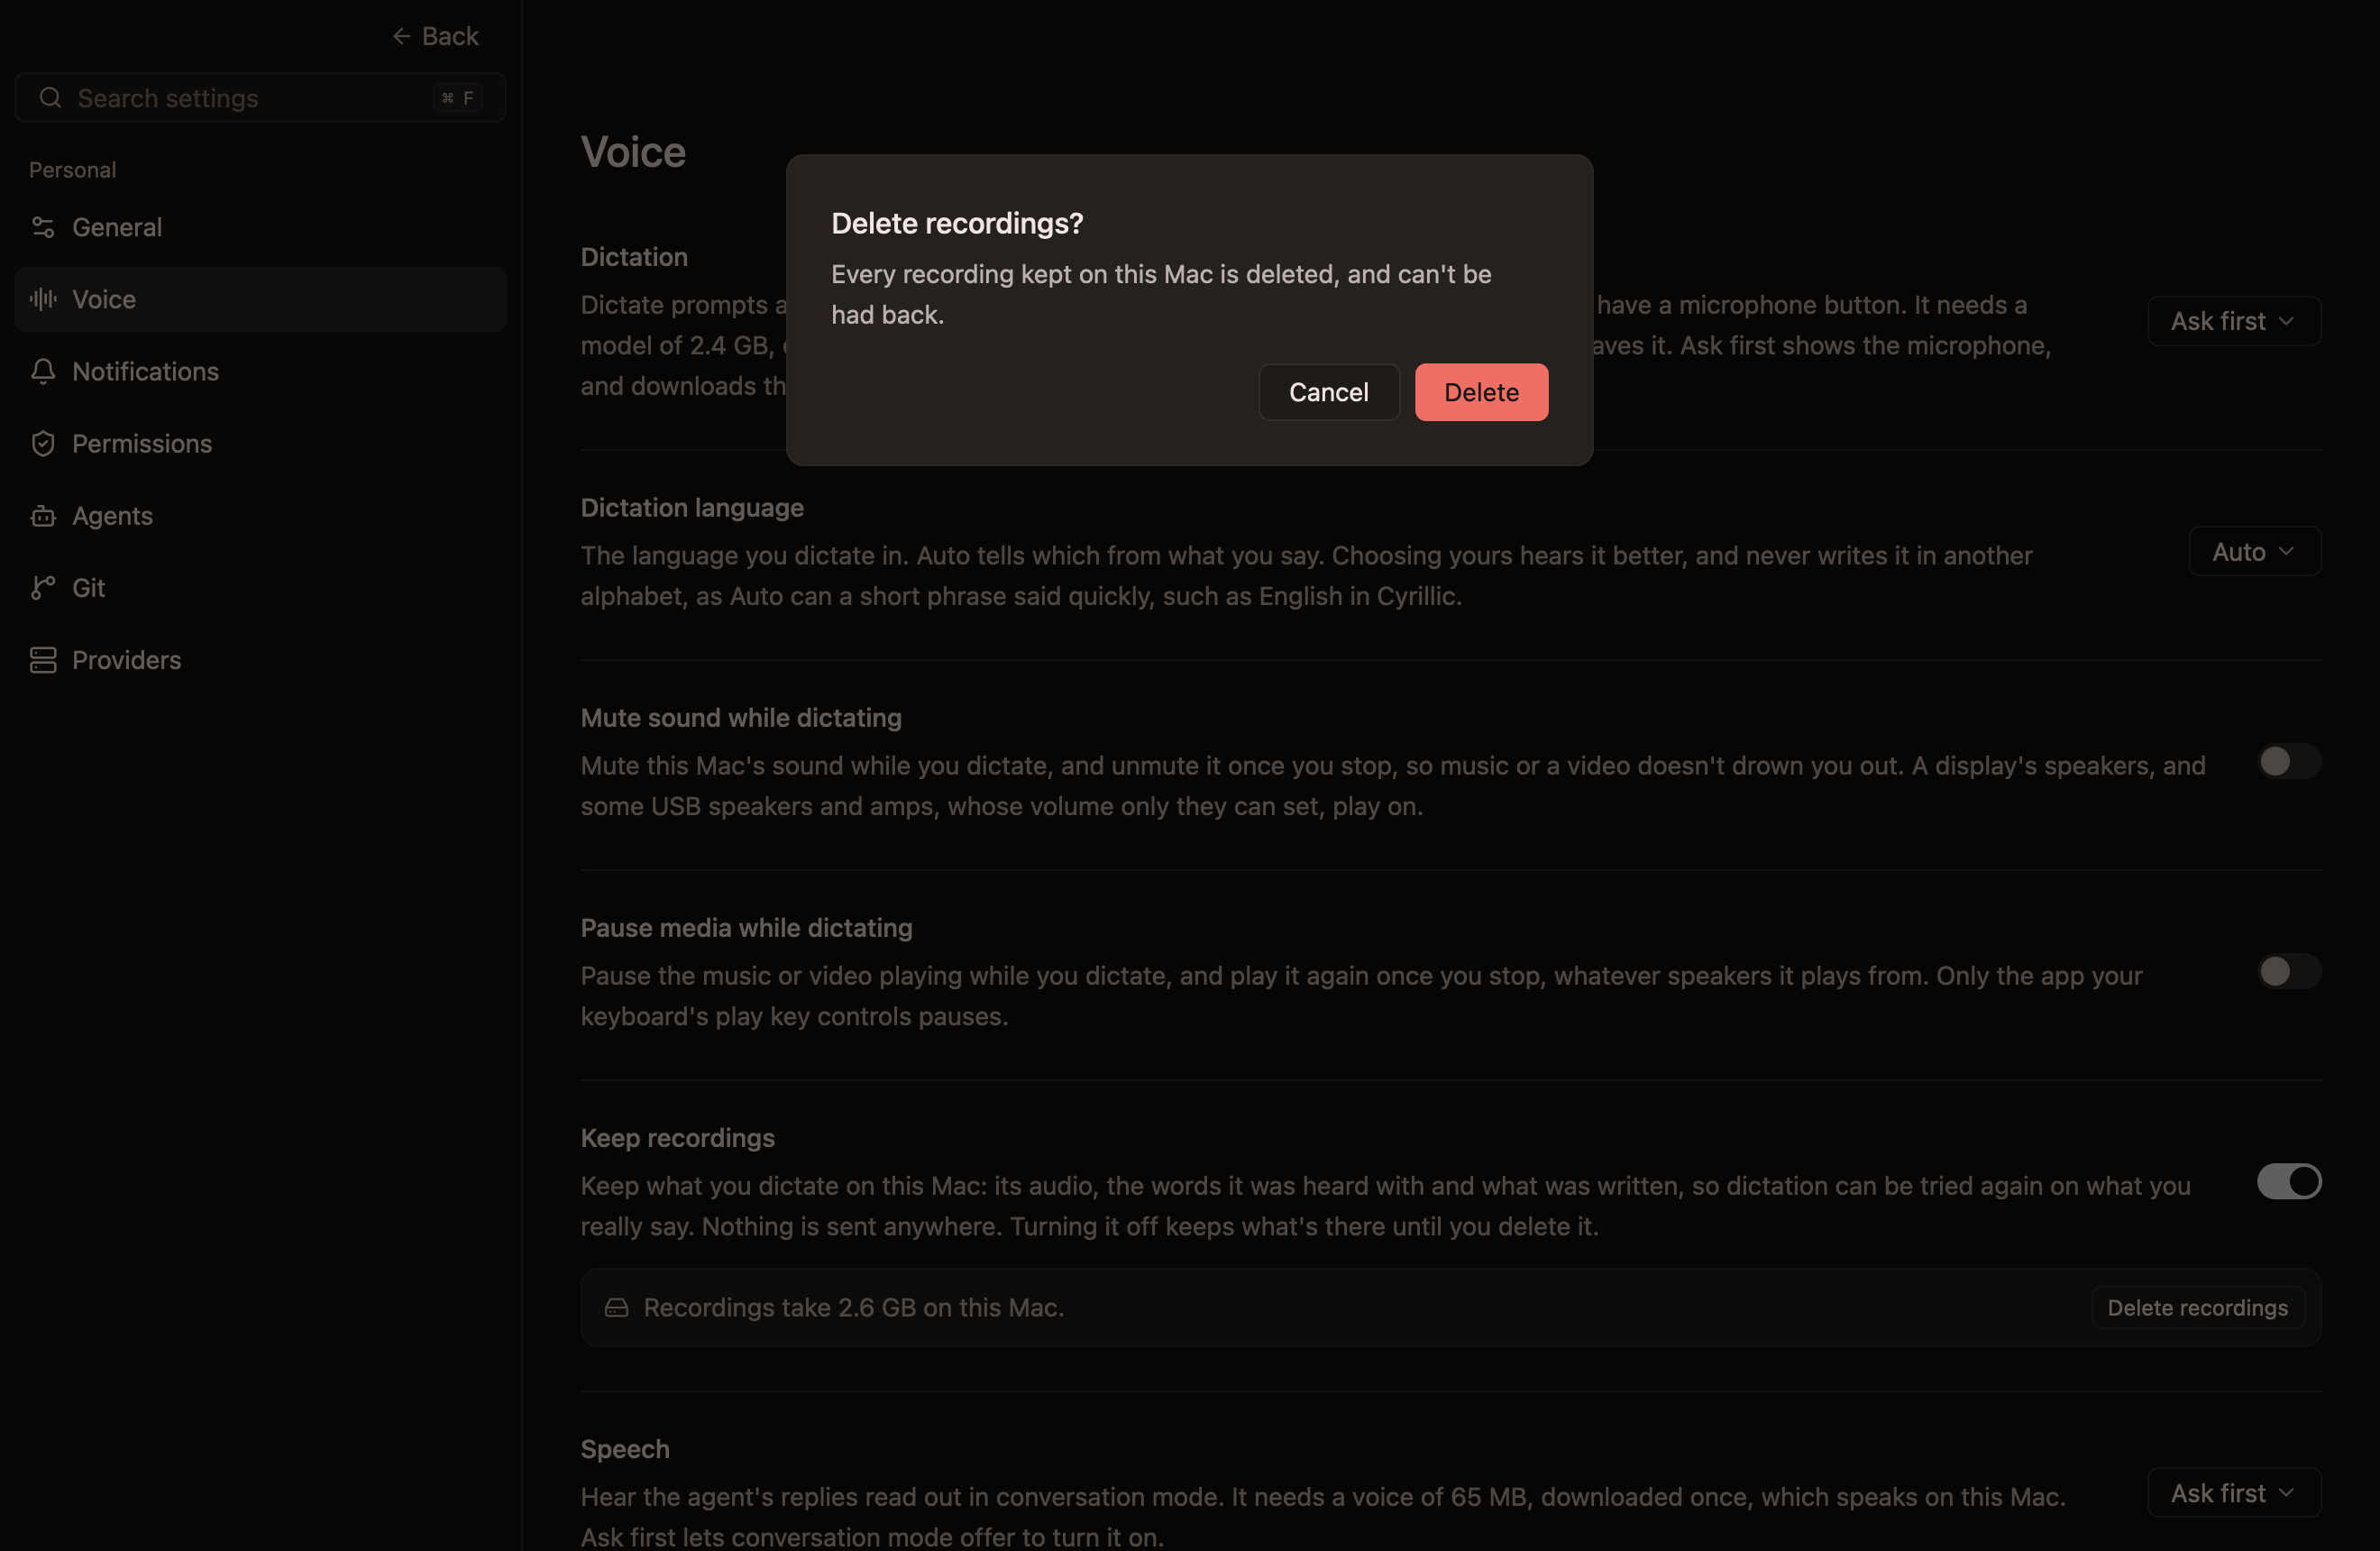 ← Back
Search settings
⌘ F
Personal
General
Voice
Notifications
Permissions
Agents
Git
Providers
Voice
Delete recordings?
Every recording kept on this Mac is deleted, and can't be
had back.
Cancel
Delete
Dictation
Dictate prompts
have a microphone button. It needs a
model of 2.4 GB,
it. Ask first shows the microphone,
and downloads
Ask first
Dictation language
The language you dictate in. Auto tells which from what you say. Choosing yours hears it better, and never writes it in another
alphabet, as Auto can a short phrase said quickly, such as English in Cyrillic.
Auto
Mute sound while dictating
Mute this Mac's sound while you dictate, and unmute it once you stop, so music or a video doesn't drown you out. A display's speakers, and
some USB speakers and amps, whose volume only they can set, play on.
Pause media while dictating
Pause the music or video playing while you dictate, and play it again once you stop, whatever speakers it plays from. Only the app your
keyboard's play key controls pauses.
Keep recordings
Keep what you dictate on this Mac: its audio, the words it was heard with and what was written, so dictation can be tried again on what you
really say. Nothing is sent anywhere. Turning it off keeps what's there until you delete it.
Recordings take 2.6 GB on this Mac.
Delete recordings
Speech
Hear the agent's replies read out in conversation mode. It needs a voice of 65 MB, downloaded once, which speaks on this Mac.
Ask first lets conversation mode offer to turn it on.
Ask first